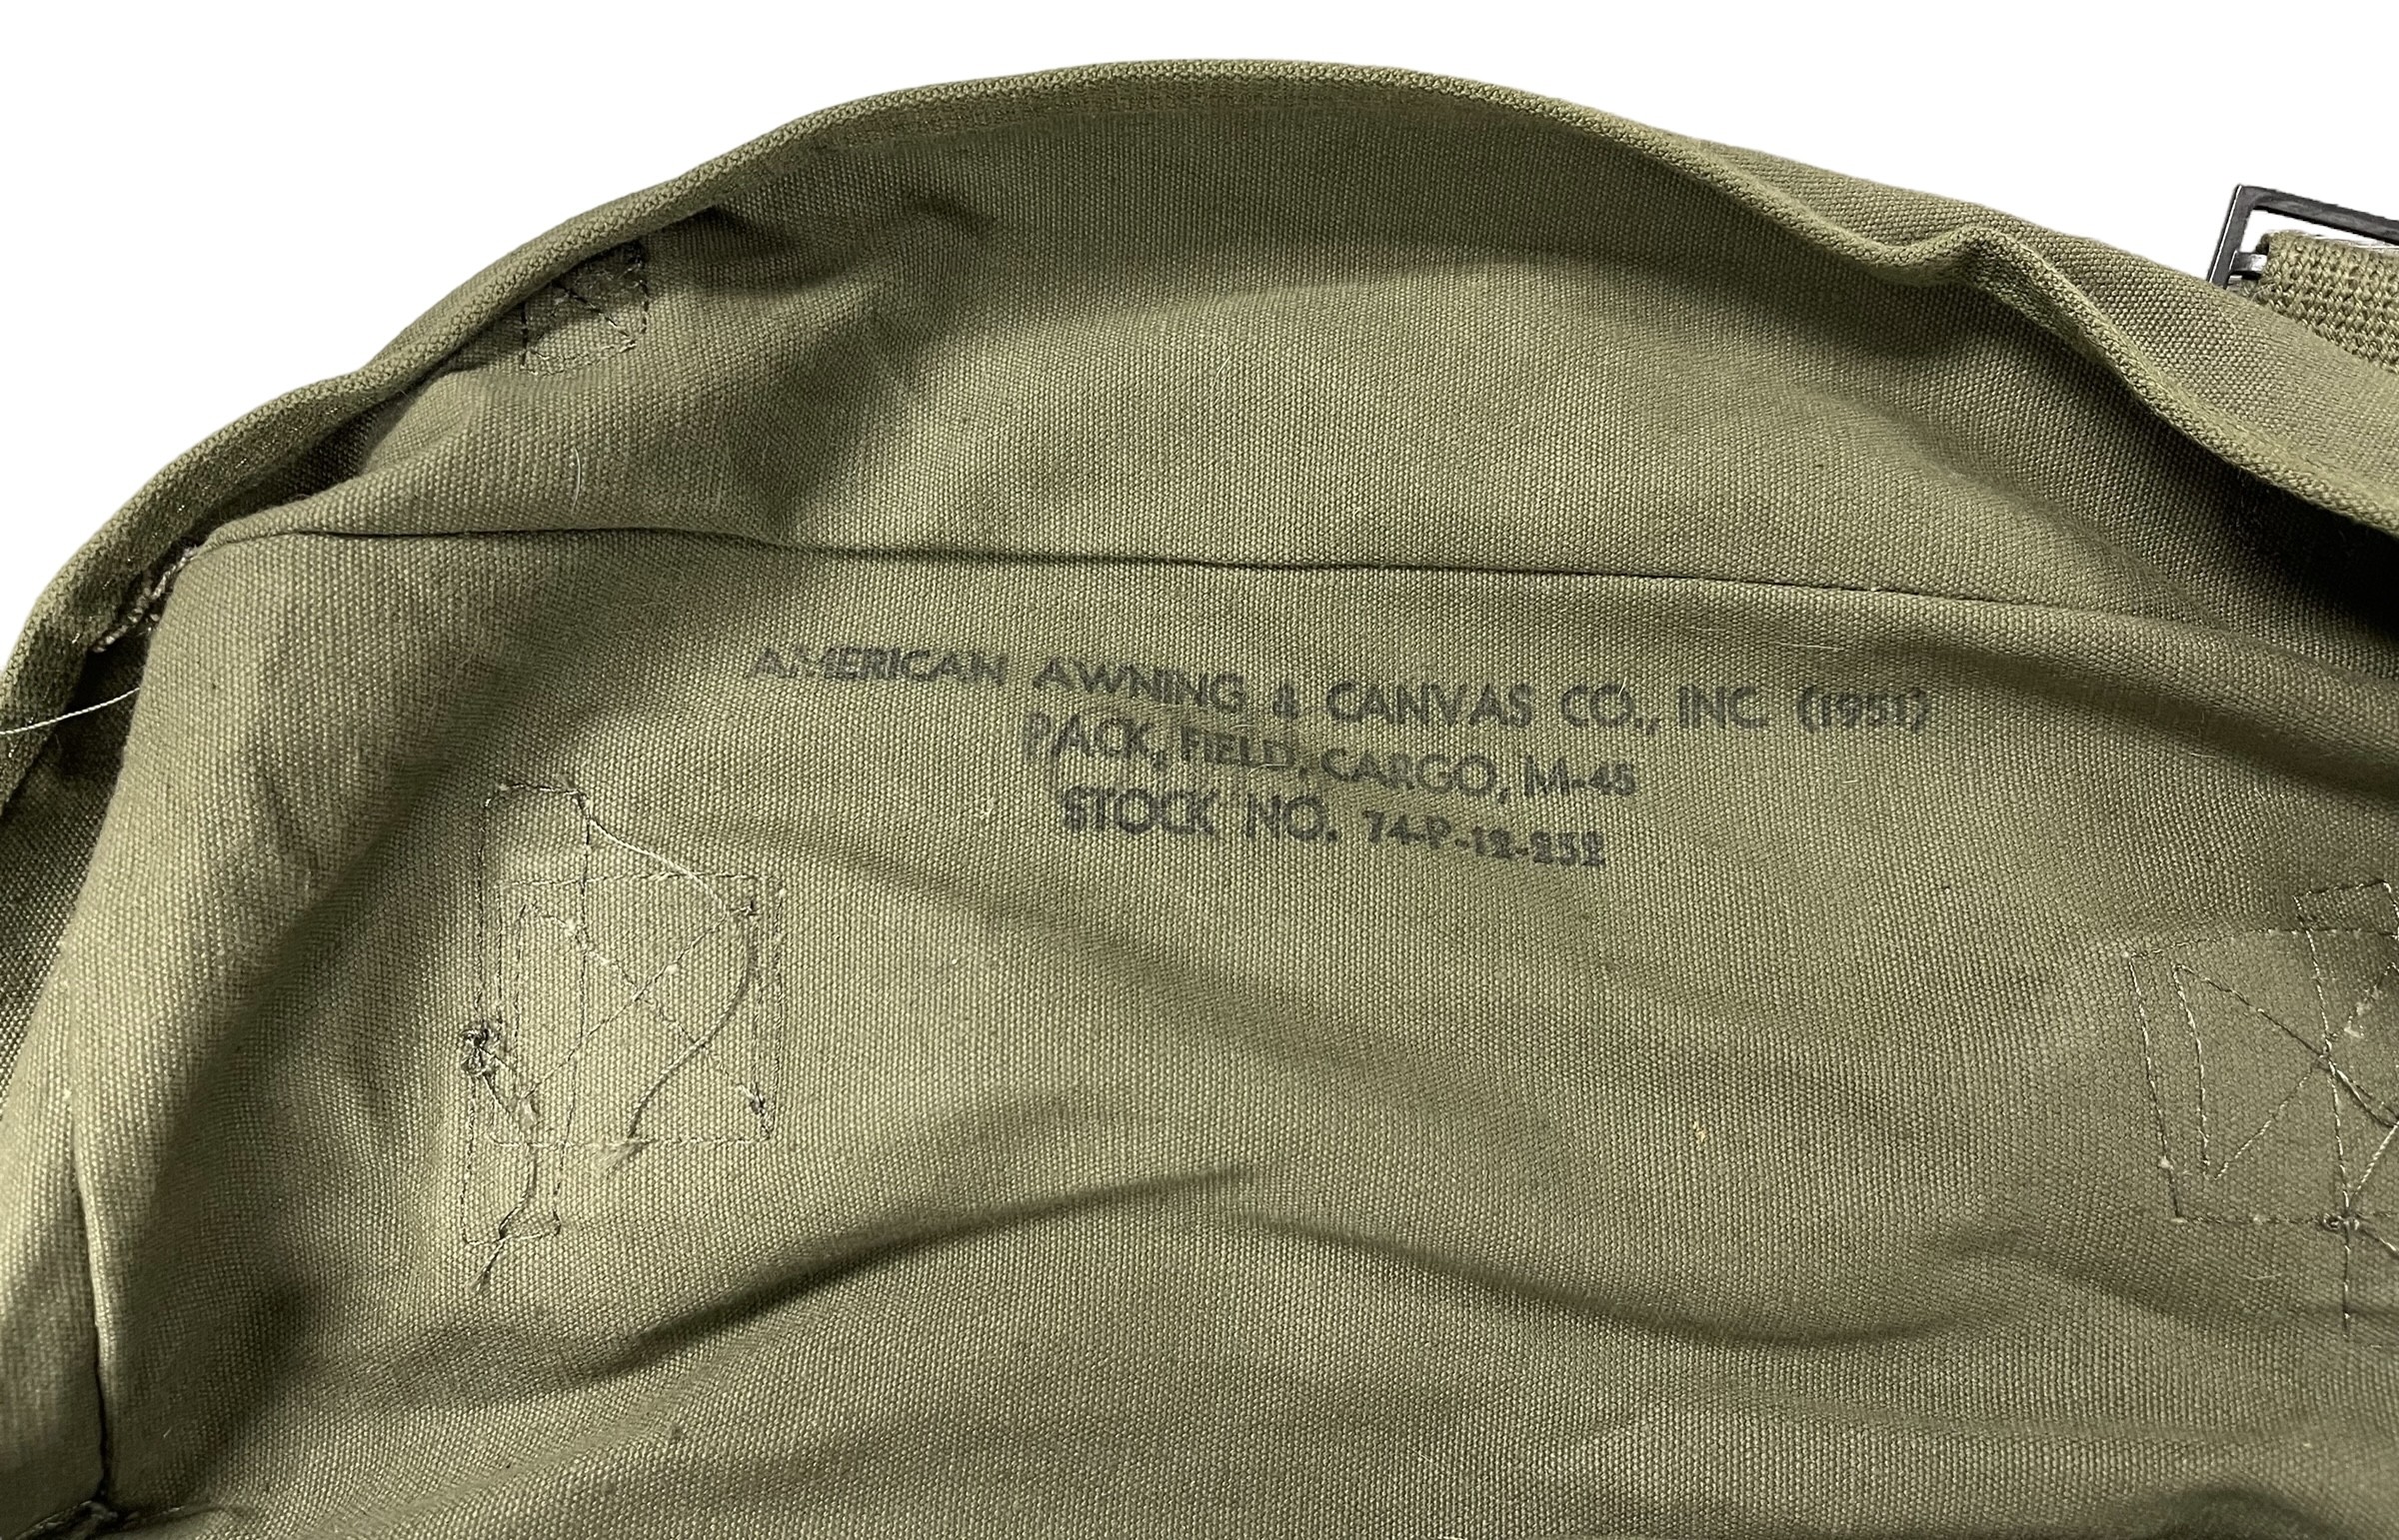 AMERICAN AWNING & CANVAS CO., INC. (1951)
PACK, FIELD, CARGO, M-45
STOCK NO. 74-P-12-252